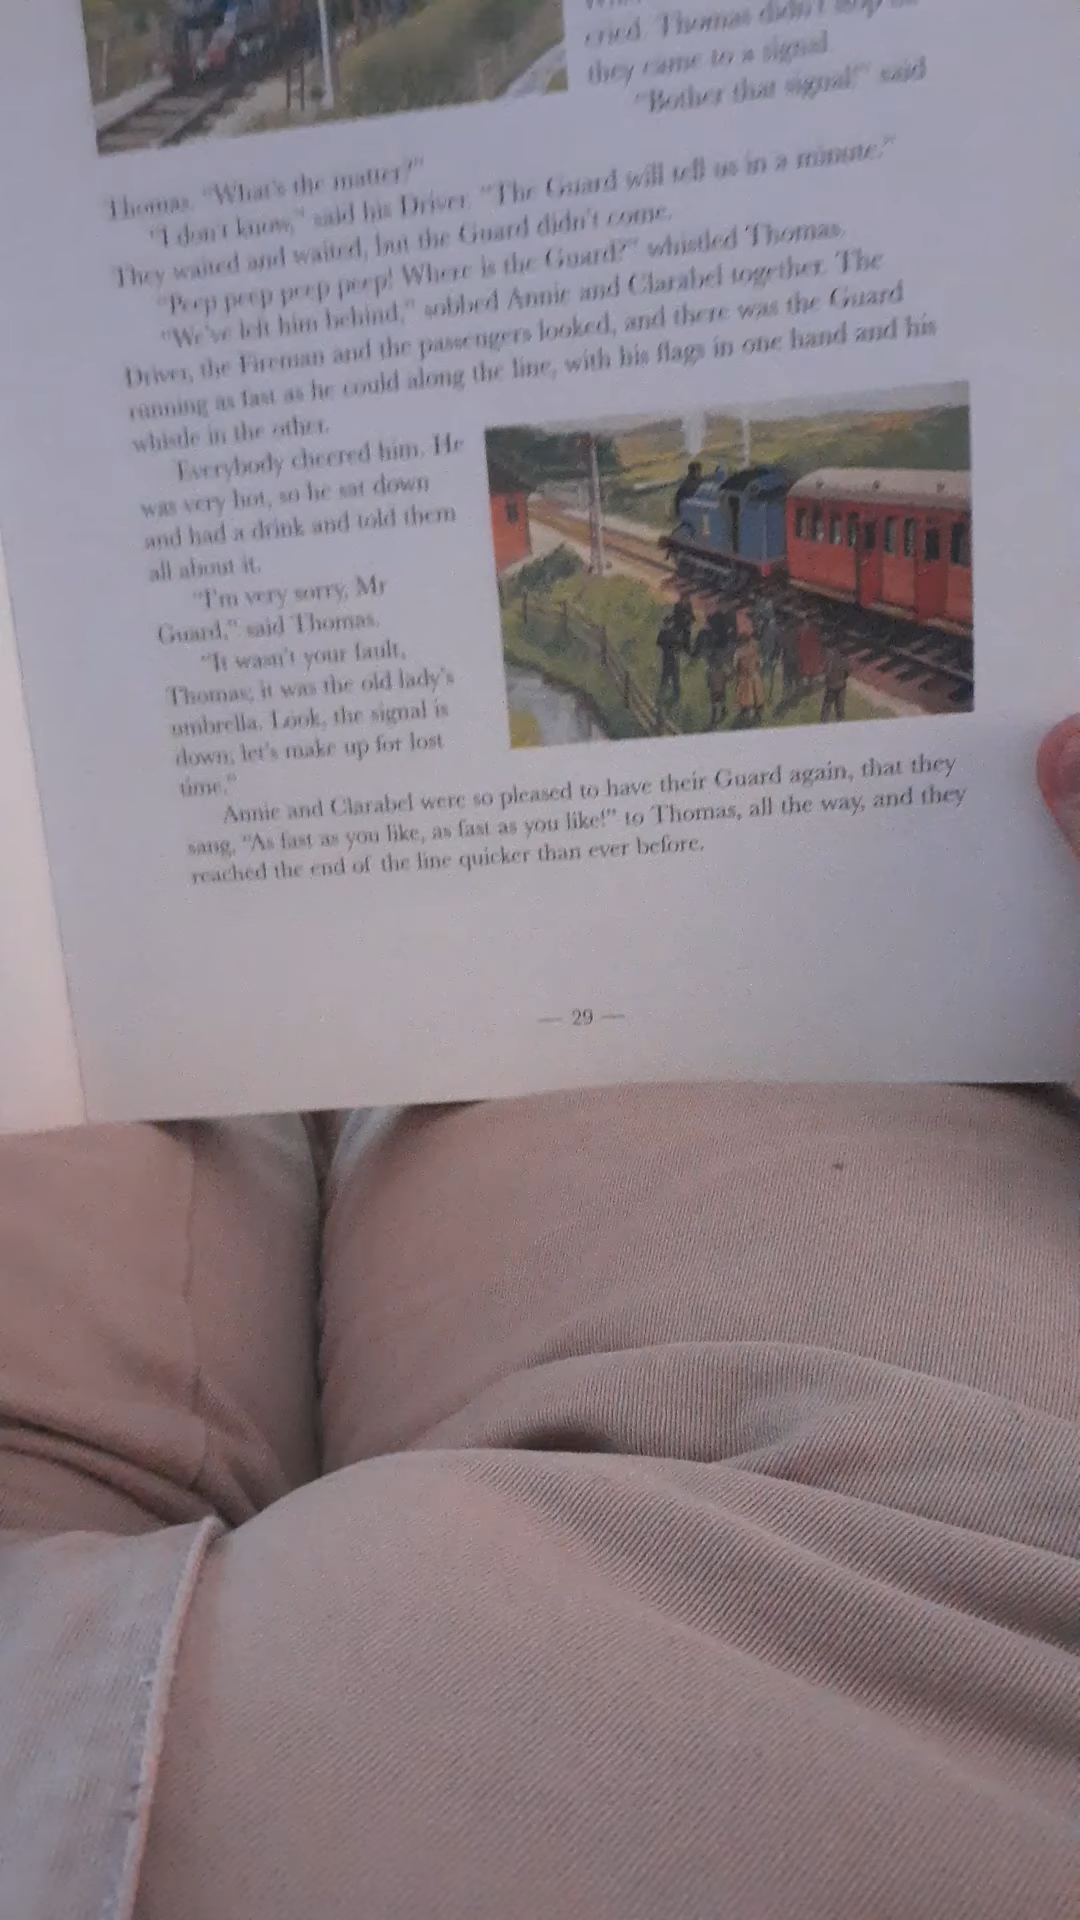 cried. Thomas didn't stop
they came to a signal.
"Bother that signal!" said
Thomas. "What's the matter?"
"I don't know," said his Driver. "The Guard will tell us in a minute."
They waited and waited, but the Guard didn't come.
"Peep peep peep peep! Where is the Guard?" whistled Thomas.
"We've left him behind," sobbed Annie and Clarabel together. The
Driver, the Fireman and the passengers looked, and there was the Guard
running as fast as he could along the line, with his flags in one hand and his
whistle in the other.
Everybody cheered him. He
was very hot, so he sat down
and had a drink and told them
all about it.
"I'm very sorry, Mr
Guard," said Thomas.
"It wasn't your fault,
Thomas; it was the old lady's
umbrella. Look, the signal is
down; let's make up for lost
time."
Annie and Clarabel were so pleased to have their Guard again, that they
sang, "As fast as you like, as fast as you like!" to Thomas, all the way, and they
reached the end of the line quicker than ever before.
— 29 —